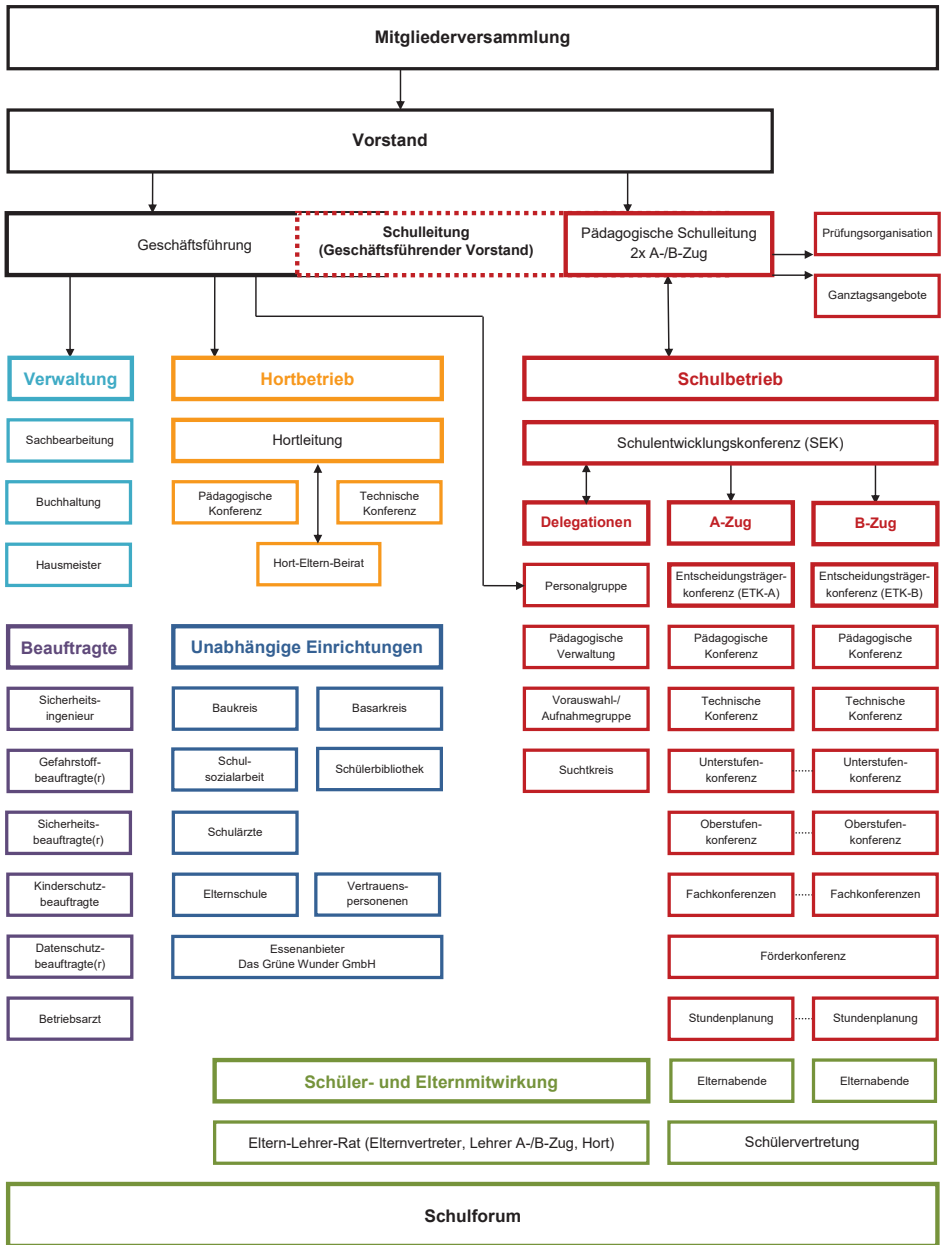 Mitgliederversammlung
Vorstand
Geschäftsführung
Schulleitung
(Geschäftsführender Vorstand)
Pädagogische Schulleitung
2x A-/B-Zug
Prüfungsorganisation
Ganztagsangebote
Verwaltung
Sachbearbeitung
Buchhaltung
Hausmeister
Hortbetrieb
Hortleitung
Pädagogische
Konferenz
Technische
Konferenz
Hort-Eltern-Beirat
Schulbetrieb
Schulentwicklungskonferenz (SEK)
Delegationen
Personalgruppe
Pädagogische
Verwaltung
Vorauswahl-/
Aufnahmegruppe
Suchtkreis
A-Zug
Entscheidungsträger-
konferenz (ETK-A)
Pädagogische
Konferenz
Technische
Konferenz
Unterstufen-
konferenz
Oberstufen-
konferenz
Fachkonferenzen
B-Zug
Entscheidungsträger-
konferenz (ETK-B)
Pädagogische
Konferenz
Technische
Konferenz
Unterstufen-
konferenz
Oberstufen-
konferenz
Fachkonferenzen
Förderkonferenz
Stundenplanung
Stundenplanung
Beauftragte
Sicherheits-
ingenieur
Gefahrstoff-
beauftragte(r)
Sicherheits-
beauftragte(r)
Kinderschutz-
beauftragte
Datenschutz-
beauftragte(r)
Betriebsarzt
Unabhängige Einrichtungen
Baukreis
Basarkreis
Schul-
sozialarbeit
Schülerbibliothek
Schulärzte
Elternschule
Vertrauens-
personenen
Essenanbieter
Das Grüne Wunder GmbH
Schüler- und Elternmitwirkung
Elternabende
Elternabende
Eltern-Lehrer-Rat (Elternvertreter, Lehrer A-/B-Zug, Hort)
Schülervertretung
Schulforum